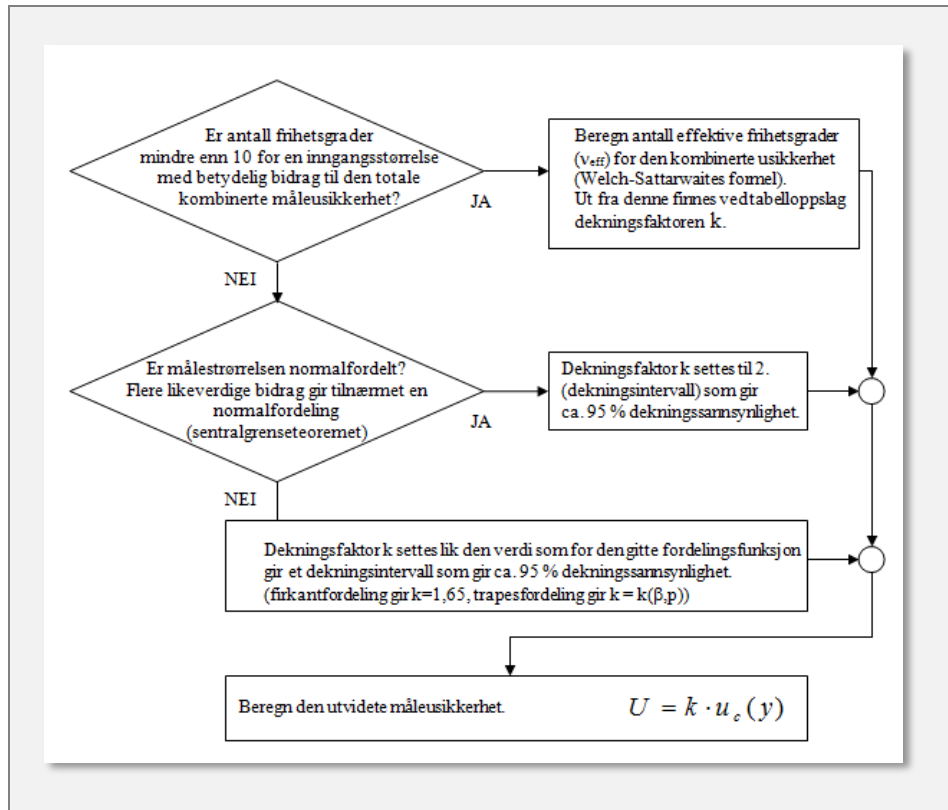 Er antall frihetsgrader
mindre enn 10 for en inngangsstørrelse
med betydelig bidrag til den totale
kombinerte måleusikkerhet?
JA
Beregn antall effektive frihetsgrader
(νeff) for den kombinerte usikkerhet
(Welch-Sattarwaites formel).
Ut fra denne finnes ved tabelloppslag
dekningsfaktoren k.
NEI
Er målestrørrelsen normalfordelt?
Flere likeverdige bidrag gir tilnærmet en
normalfordeling
(sentralgrenseteoremet)
JA
Dekningsfaktor k settes til 2.
(dekningsintervall) som gir
ca. 95 % dekningssannsynlighet.
NEI
Dekningsfaktor k settes lik den verdi som for den gitte fordelingsfunksjon
gir et dekningsintervall som gir ca. 95 % dekningssannsynlighet.
(firkantfordeling gir k=1,65, trapesfordeling gir k = k(β,p))
Beregn den utvidete måleusikkerhet. U = k · u_c(y)